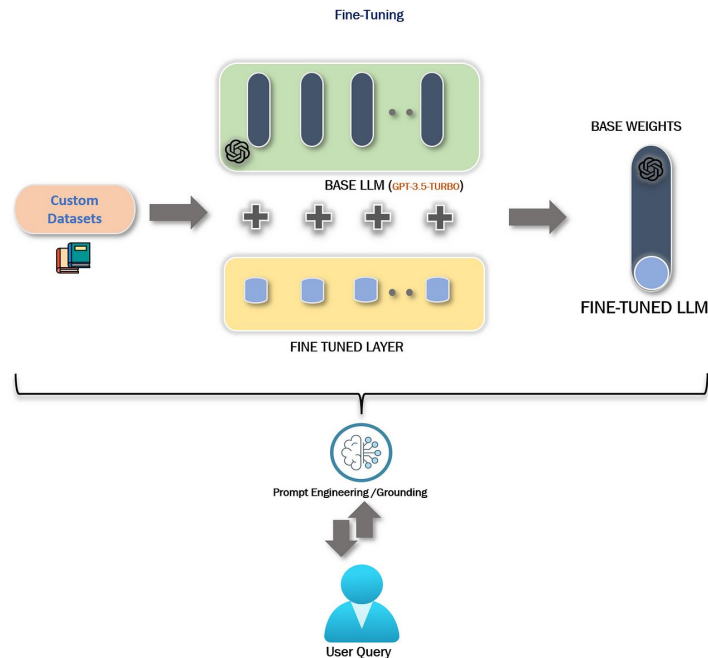 Fine-Tuning
BASE WEIGHTS
BASE LLM (GPT-3.5-TURBO)
Custom
Datasets
FINE-TUNED LLM
FINE TUNED LAYER
Prompt Engineering /Grounding
User Query